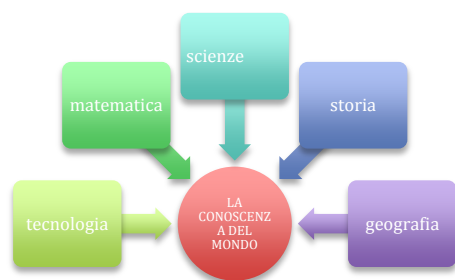 scienze
matematica
storia
tecnologia
LA
CONOSCENZ
A DEL
MONDO
geografia